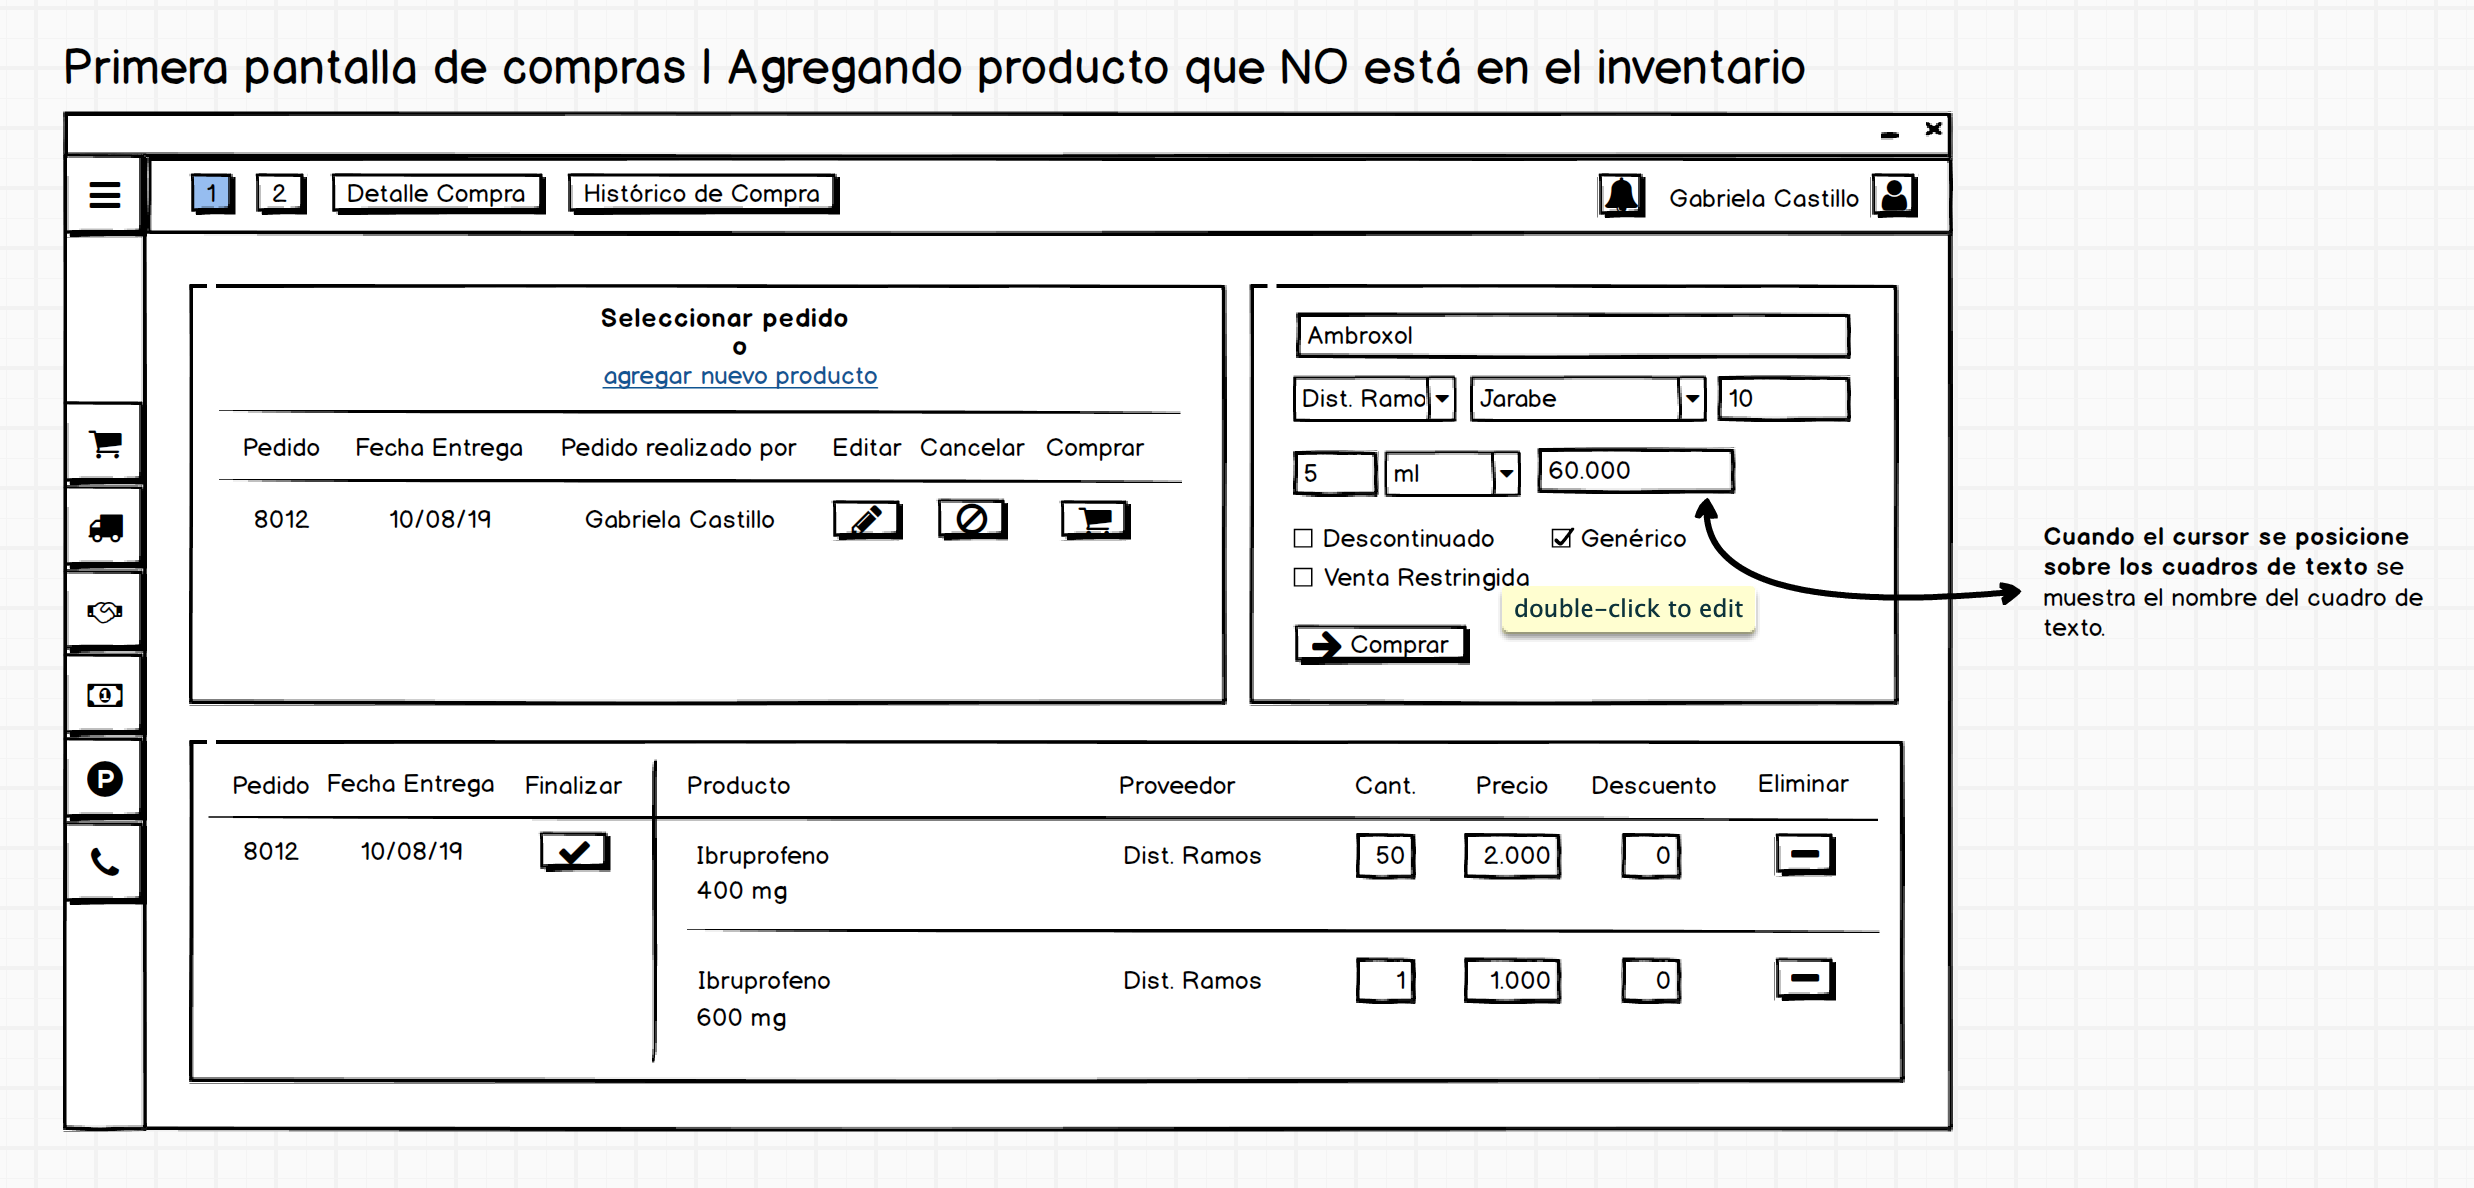 Primera pantalla de compras | Agregando producto que NO está en el inventario
1 2 Detalle Compra Histórico de Compra Gabriela Castillo
Seleccionar pedido
o
agregar nuevo producto
Pedido Fecha Entrega Pedido realizado por Editar Cancelar Comprar
8012 10/08/19 Gabriela Castillo
Ambroxol
Dist. Ramo Jarabe 10
5 ml 60.000
Descontinuado Genérico
Venta Restringida
double-click to edit
Comprar
Cuando el cursor se posicione
sobre los cuadros de texto se
muestra el nombre del cuadro de
texto.
1
P
Pedido Fecha Entrega Finalizar Producto Proveedor Cant. Precio Descuento Eliminar
8012 10/08/19 Ibruprofeno Dist. Ramos 50 2.000 0
400 mg
Ibruprofeno Dist. Ramos 1 1.000 0
600 mg